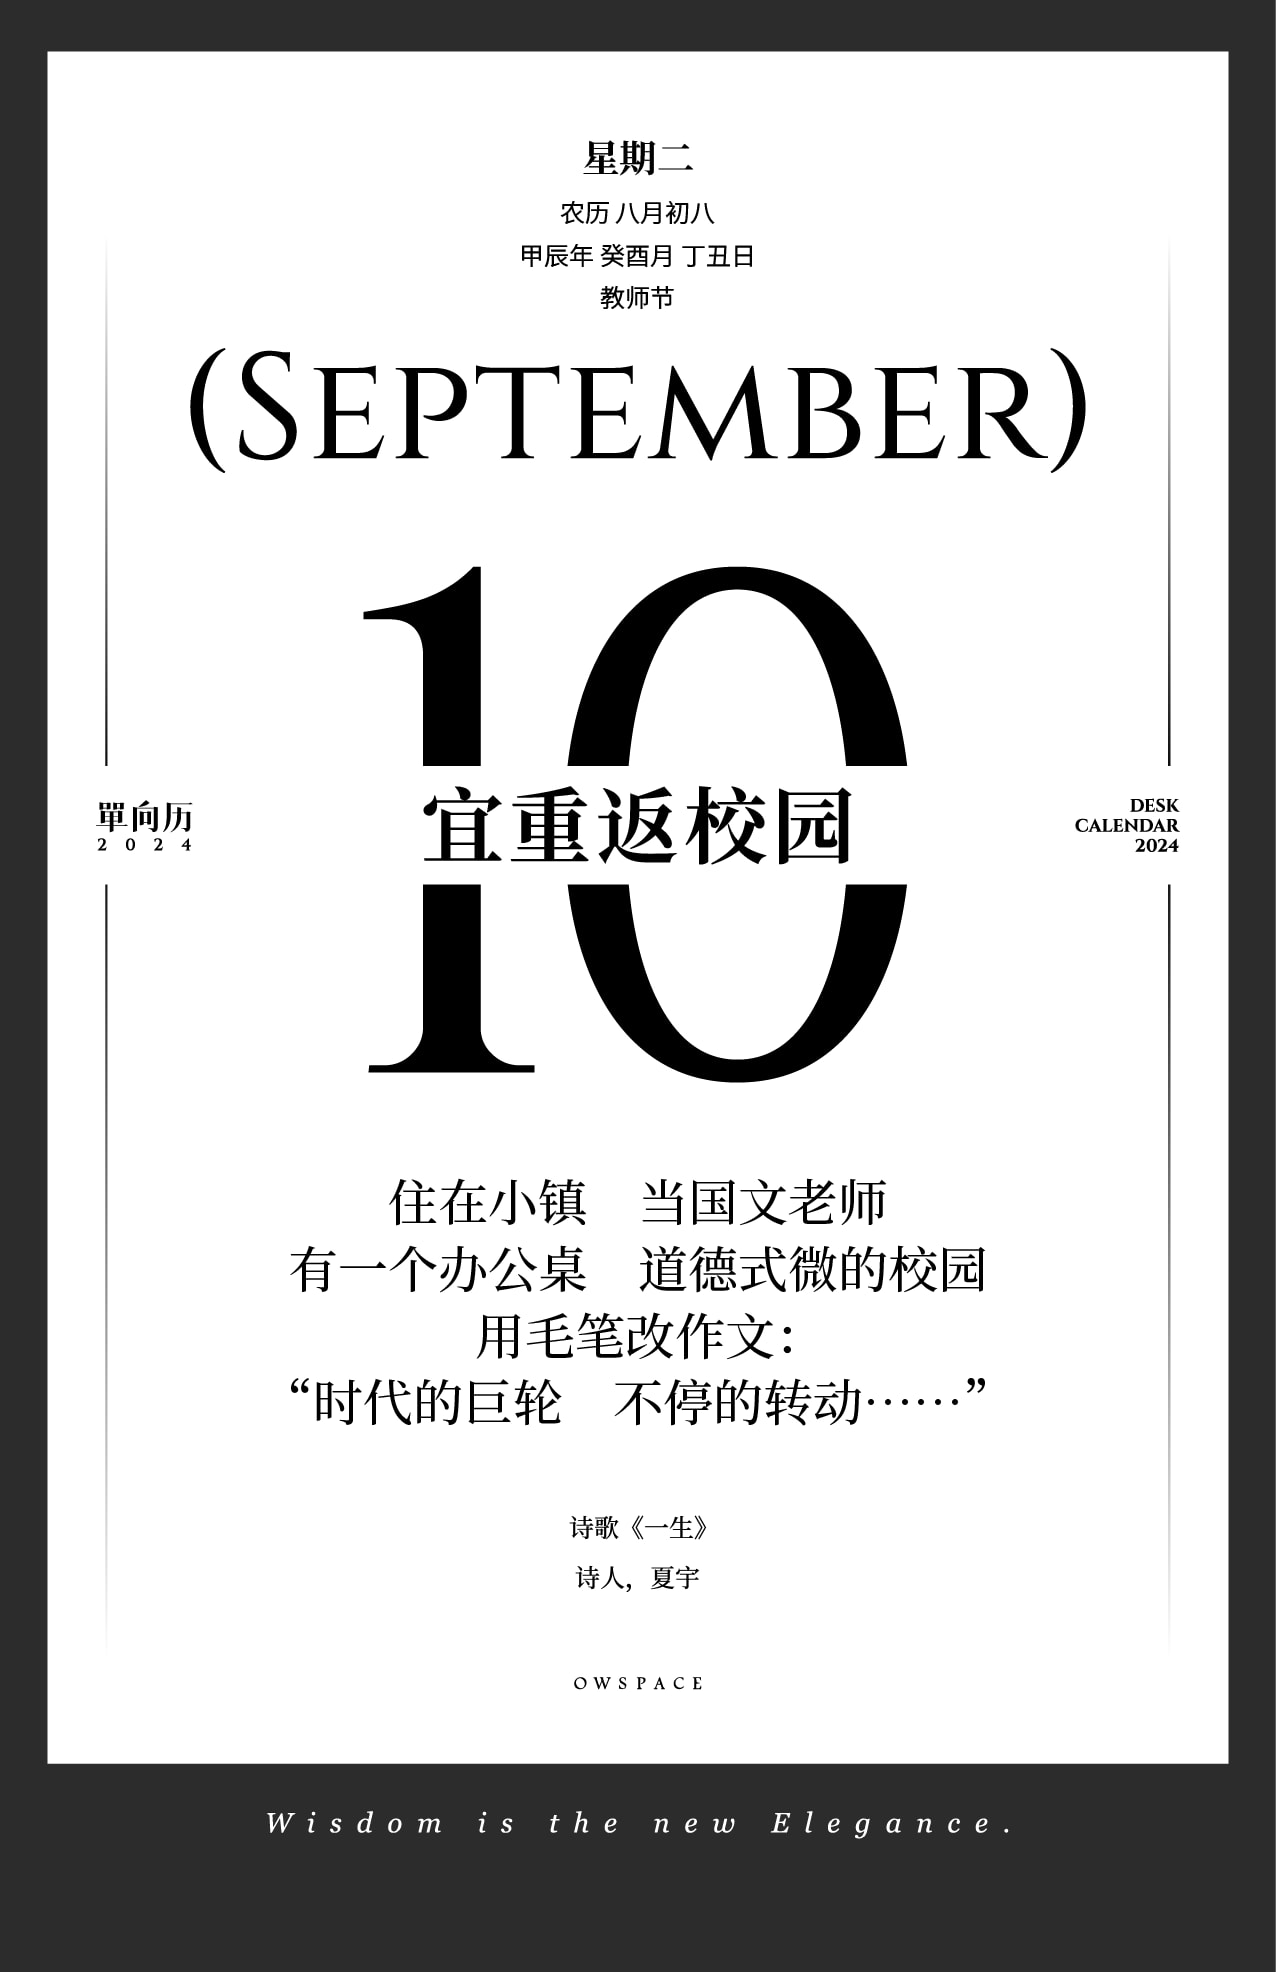 星期二
农历 八月初八
甲辰年 癸酉月 丁丑日
教师节
(SEPTEMBER)
10
單向历
2024
宜重返校园
DESK
CALENDAR
2024
住在小镇　当国文老师
有一个办公桌　道德式微的校园
用毛笔改作文：
“时代的巨轮　不停的转动……”
诗歌《一生》
诗人，夏宇
OWSPACE
Wisdom is the new Elegance.